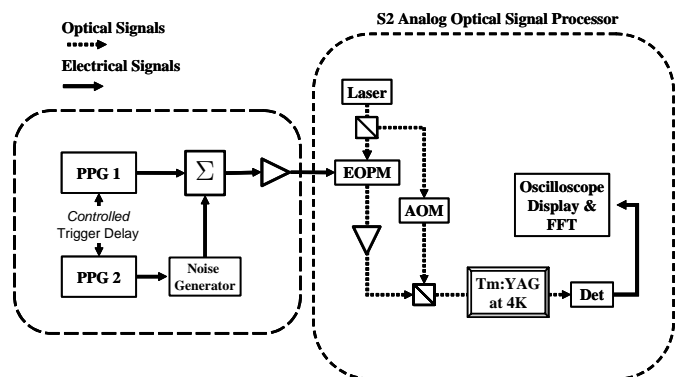 S2 Analog Optical Signal Processor
Optical Signals
Electrical Signals
Laser
PPG 1
Σ
EOPM
Controlled
Trigger Delay
AOM
Oscilloscope
Display &
FFT
PPG 2
Noise
Generator
Tm:YAG
at 4K
Det